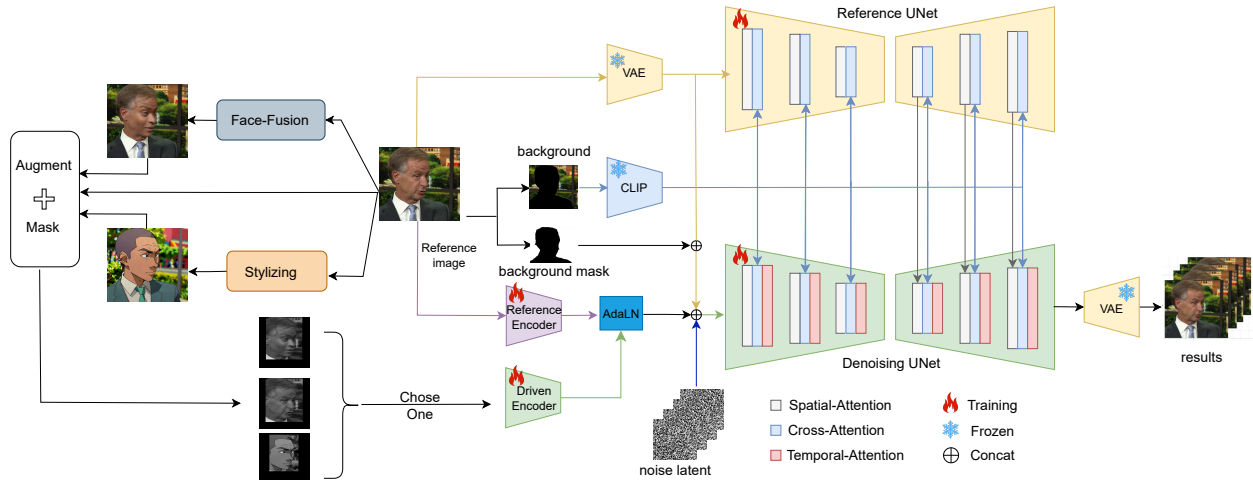 Reference UNet
VAE
Face-Fusion
Augment
Mask
background
CLIP
Reference
image
background mask
Stylizing
Reference
Encoder
AdaLN
VAE
results
Denoising UNet
Chose
One
Driven
Encoder
noise latent
Spatial-Attention
Cross-Attention
Temporal-Attention
Training
Frozen
Concat